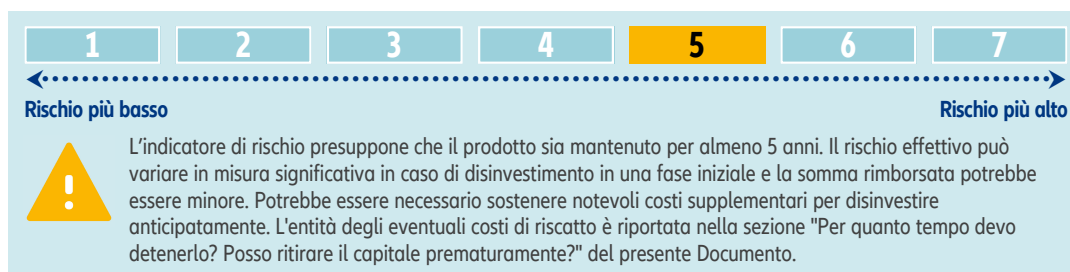 1 2 3 4 5 6 7
Rischio più basso Rischio più alto
L'indicatore di rischio presuppone che il prodotto sia mantenuto per almeno 5 anni. Il rischio effettivo può
variare in misura significativa in caso di disinvestimento in una fase iniziale e la somma rimborsata potrebbe
essere minore. Potrebbe essere necessario sostenere notevoli costi supplementari per disinvestire
anticipatamente. L'entità degli eventuali costi di riscatto è riportata nella sezione "Per quanto tempo devo
detenerlo? Posso ritirare il capitale prematuramente?" del presente Documento.